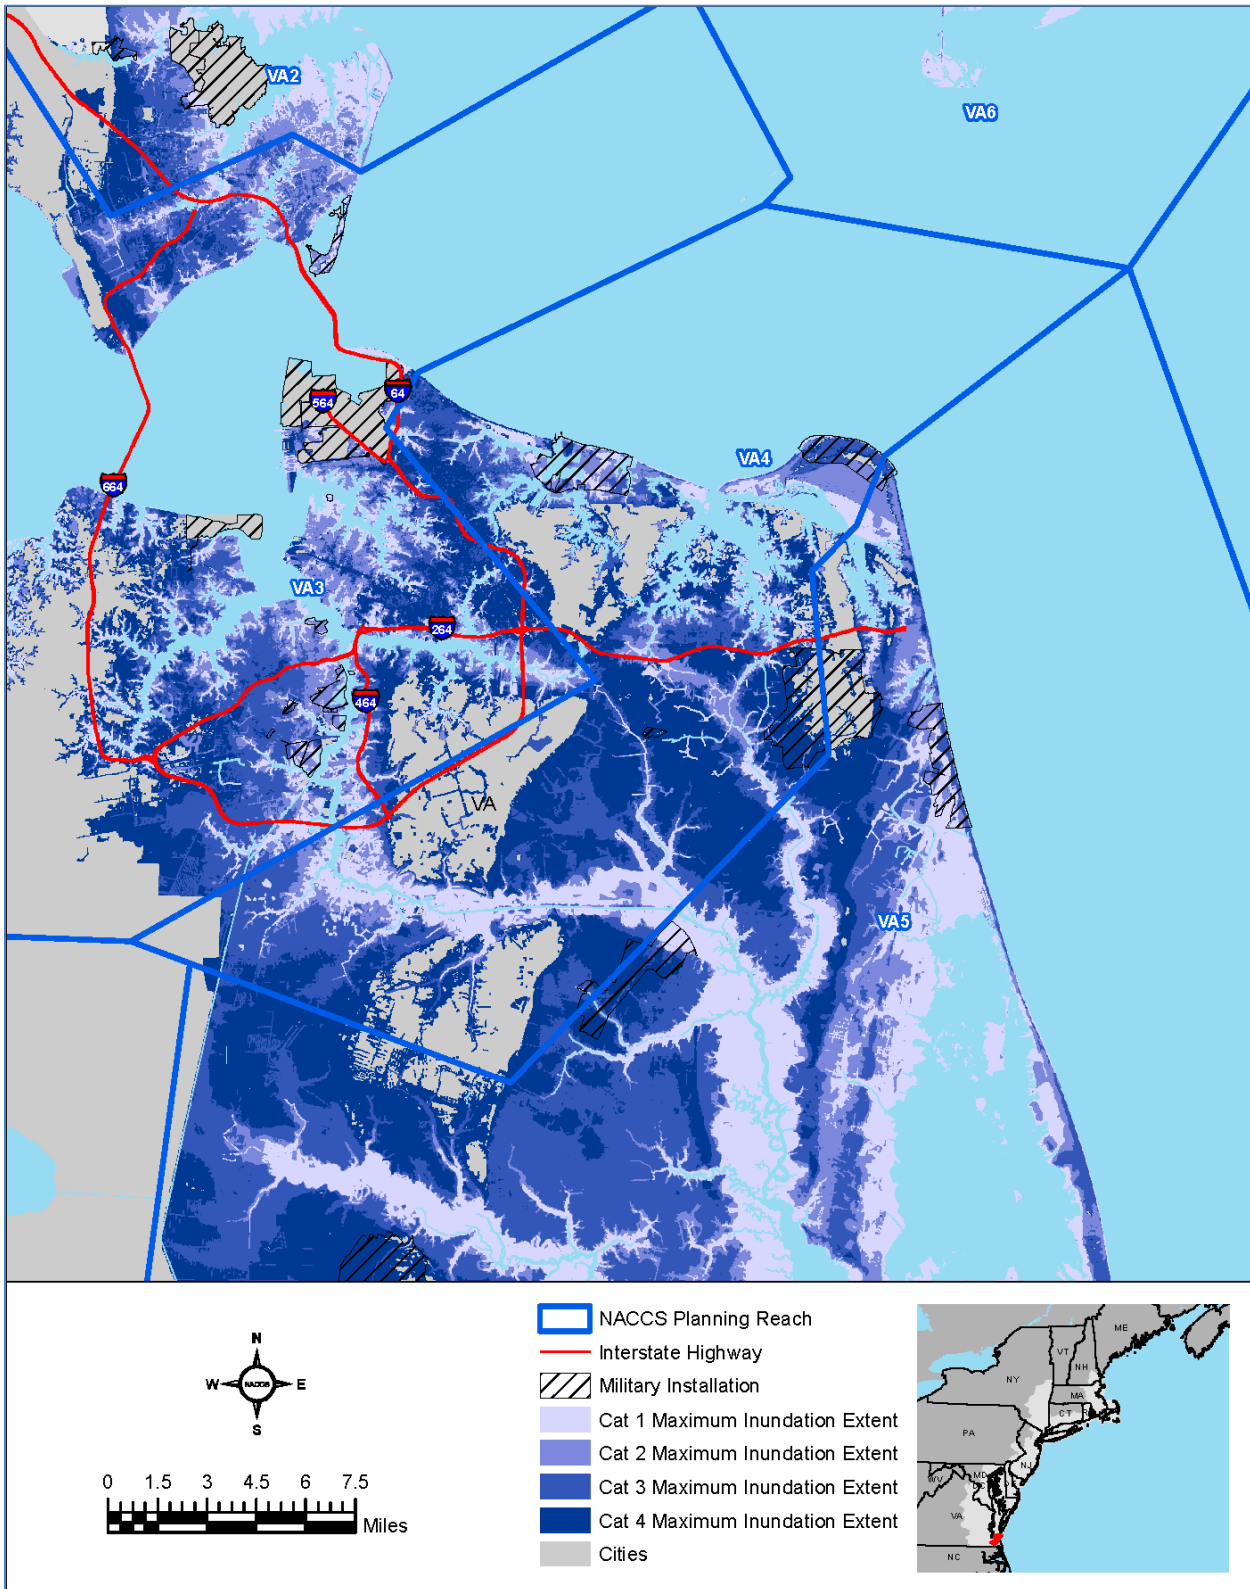 VA2
VA6
64
564
VA4
664
VA3
264
464
VA
VA5
N
W NACCS E
S
0 1.5 3 4.5 6 7.5
Miles
NACCS Planning Reach
Interstate Highway
Military Installation
Cat 1 Maximum Inundation Extent
Cat 2 Maximum Inundation Extent
Cat 3 Maximum Inundation Extent
Cat 4 Maximum Inundation Extent
Cities
ME
VT
NH
NY
MA
CT
R
PA
NJ
MD
WV
VA
NC